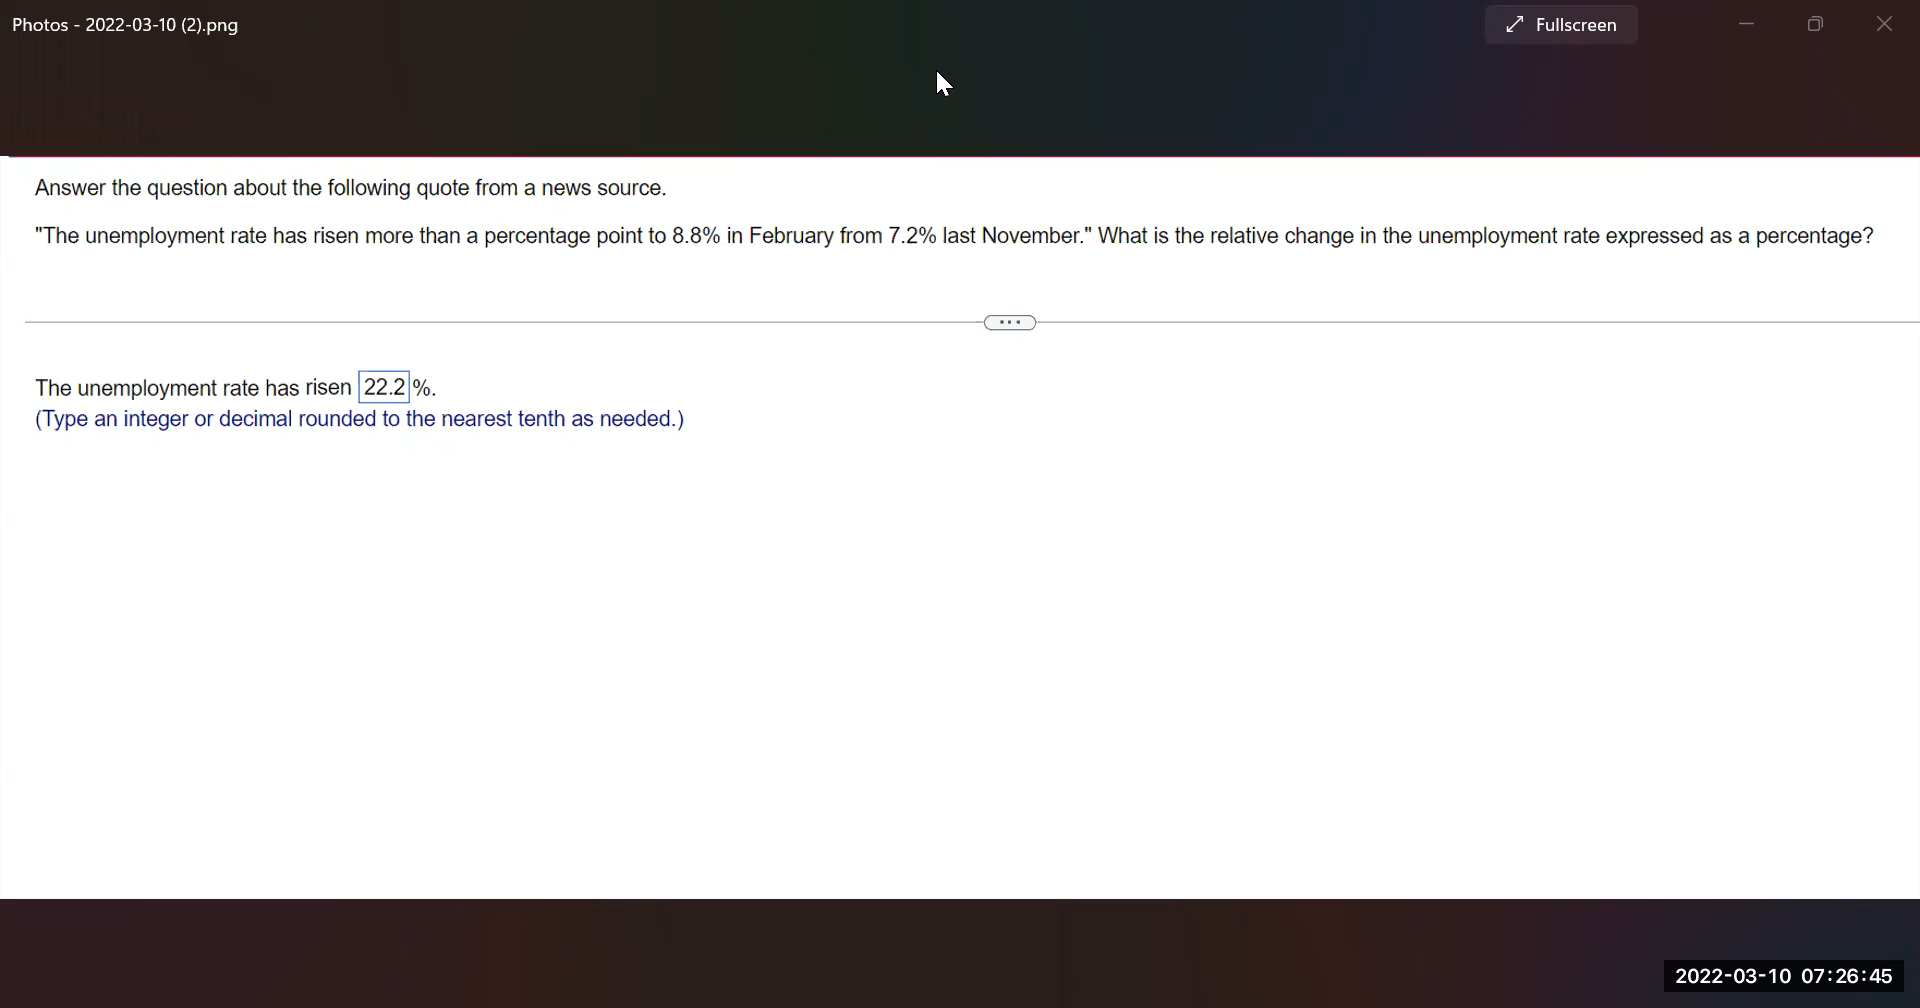 Photos - 2022-03-10 (2).png
Fullscreen
Answer the question about the following quote from a news source.
"The unemployment rate has risen more than a percentage point to 8.8% in February from 7.2% last November." What is the relative change in the unemployment rate expressed as a percentage?
The unemployment rate has risen 22.2 %.
(Type an integer or decimal rounded to the nearest tenth as needed.)
2022-03-10 07:26:45